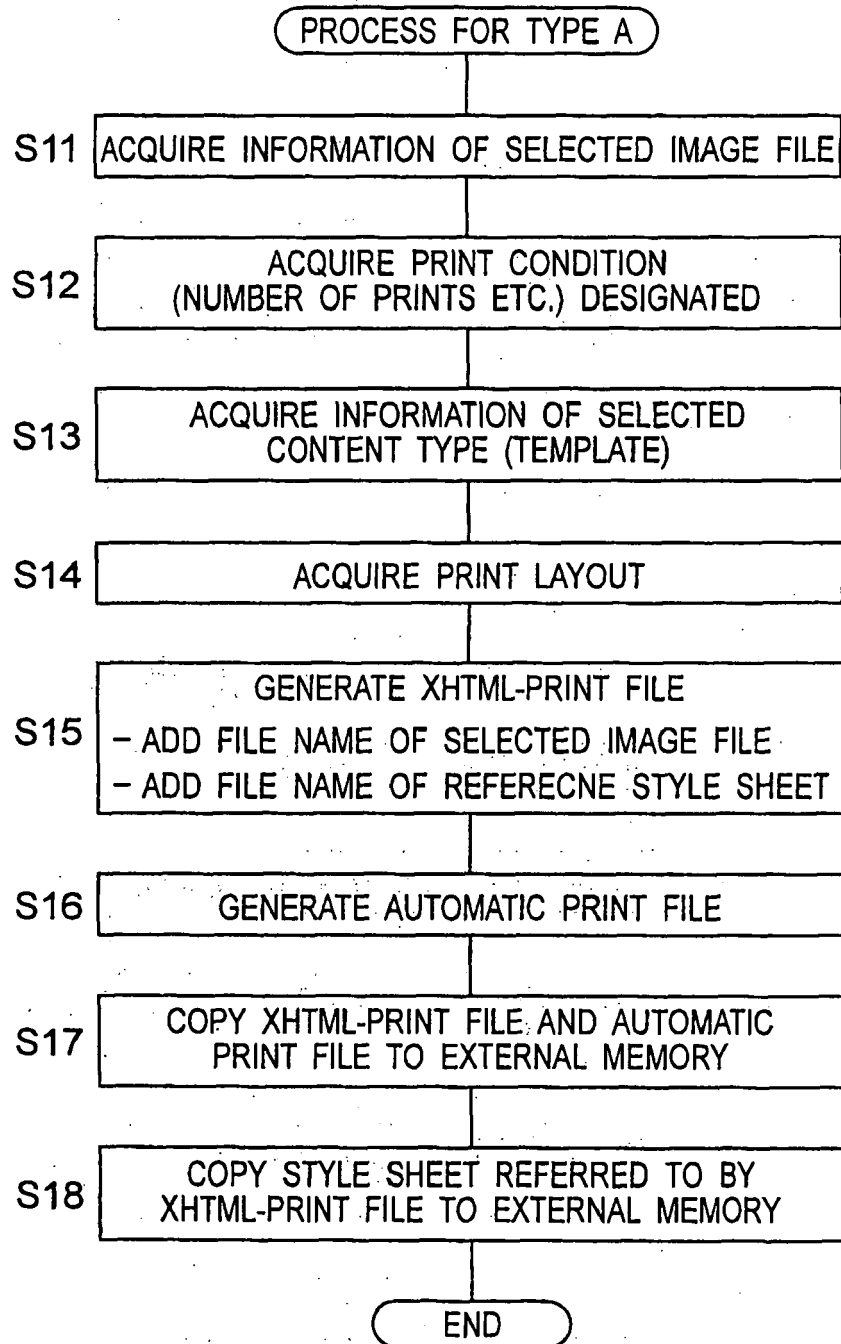 PROCESS FOR TYPE A
S11 ACQUIRE INFORMATION OF SELECTED IMAGE FILE
S12 ACQUIRE PRINT CONDITION
(NUMBER OF PRINTS ETC.) DESIGNATED
S13 ACQUIRE INFORMATION OF SELECTED
CONTENT TYPE (TEMPLATE)
S14 ACQUIRE PRINT LAYOUT
S15 GENERATE XHTML-PRINT FILE
– ADD FILE NAME OF SELECTED IMAGE FILE
– ADD FILE NAME OF REFERECNE STYLE SHEET
S16 GENERATE AUTOMATIC PRINT FILE
S17 COPY XHTML-PRINT FILE AND AUTOMATIC
PRINT FILE TO EXTERNAL MEMORY
S18 COPY STYLE SHEET REFERRED TO BY
XHTML-PRINT FILE TO EXTERNAL MEMORY
END